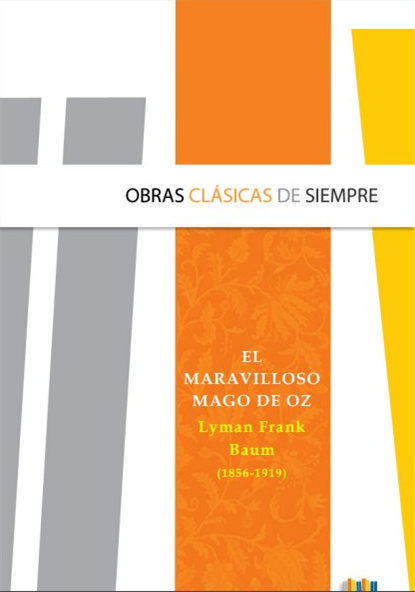 OBRAS CLÁSICAS DE SIEMPRE
EL
MARAVILLOSO
MAGO DE OZ
Lyman Frank
Baum
(1856-1919)